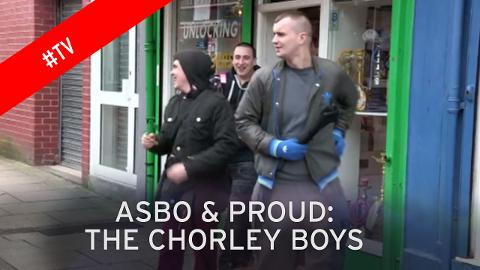 #TV
UNLOCKING
ASBO & PROUD:
THE CHORLEY BOYS